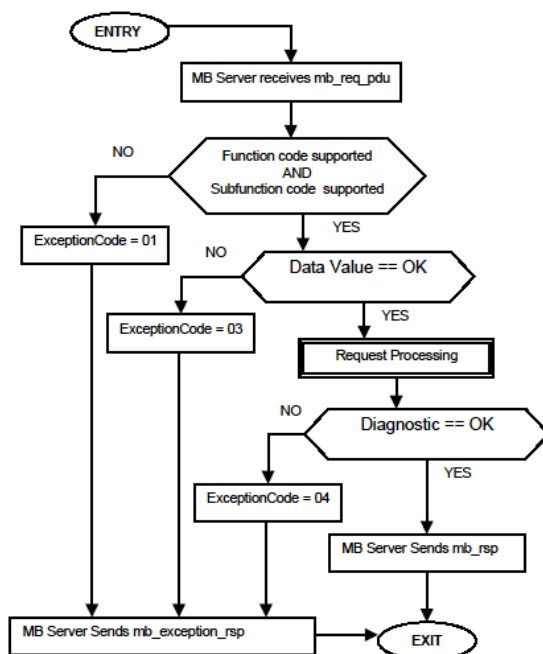 ENTRY
MB Server receives mb_req_pdu
NO
Function code supported
AND
Subfunction code supported
YES
ExceptionCode = 01
NO
Data Value == OK
YES
ExceptionCode = 03
Request Processing
NO
Diagnostic == OK
YES
ExceptionCode = 04
MB Server Sends mb_rsp
MB Server Sends mb_exception_rsp
EXIT